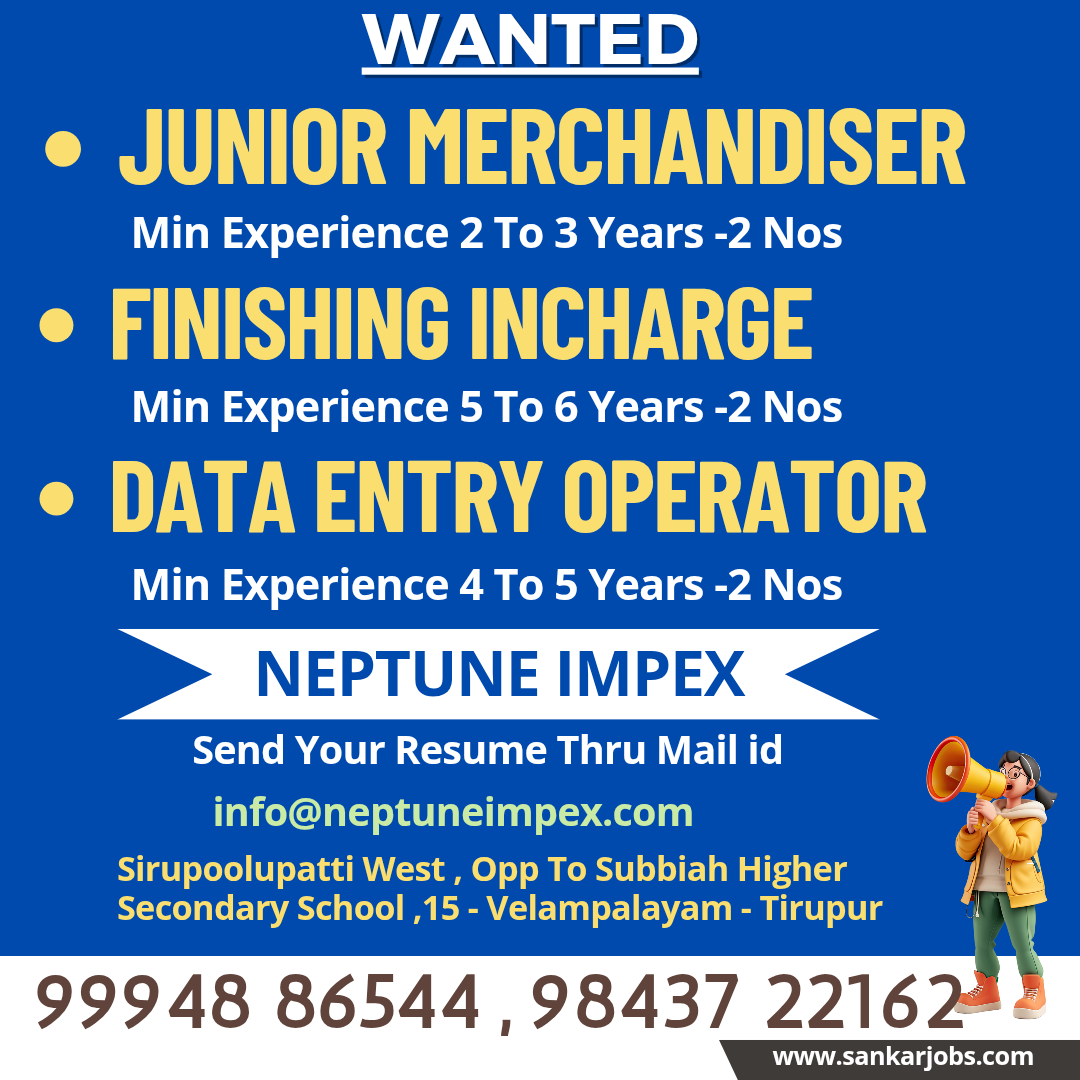 WANTED
• JUNIOR MERCHANDISER
Min Experience 2 To 3 Years -2 Nos
• FINISHING INCHARGE
Min Experience 5 To 6 Years -2 Nos
• DATA ENTRY OPERATOR
Min Experience 4 To 5 Years -2 Nos
NEPTUNE IMPEX
Send Your Resume Thru Mail id
info@neptuneimpex.com
Sirupoolupatti West , Opp To Subbiah Higher
Secondary School ,15 - Velampalayam - Tirupur
99948 86544 , 98437 22162
www.sankarjobs.com